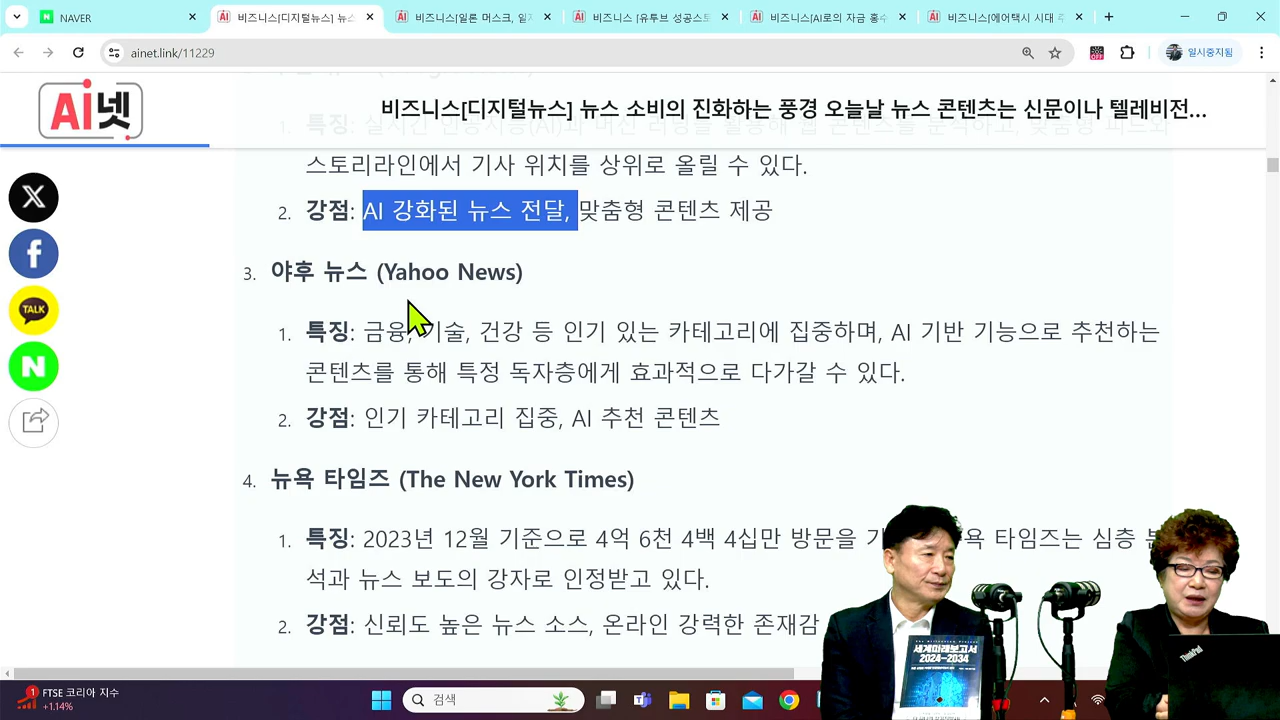 비즈니스[디지털뉴스] 뉴스
비즈니스[일론 머스크, 일자
비즈니스 [유투브 성공스토
비즈니스[AI로의 자금 홍수
비즈니스[에어택시 시대
NAVER
ainet.link/11229
OFF
일시중지됨
Ai넷
비즈니스[디지털뉴스] 뉴스 소비의 진화하는 풍경 오늘날 뉴스 콘텐츠는 신문이나 텔레비전...
스토리라인에서 기사 위치를 상위로 올릴 수 있다.
2. 강점: AI 강화된 뉴스 전달, 맞춤형 콘텐츠 제공
3. 야후 뉴스 (Yahoo News)
1. 특징: 금융, 기술, 건강 등 인기 있는 카테고리에 집중하며, AI 기반 기능으로 추천하는
콘텐츠를 통해 특정 독자층에게 효과적으로 다가갈 수 있다.
2. 강점: 인기 카테고리 집중, AI 추천 콘텐츠
4. 뉴욕 타임즈 (The New York Times)
1. 특징: 2023년 12월 기준으로 4억 6천 4백 4십만 방문을 욕 타임즈는 심층
석과 뉴스 보도의 강자로 인정받고 있다.
2. 강점: 신뢰도 높은 뉴스 소스, 온라인 강력한 존재감
TALK
N
세계미래보고서
2024-2034
ThinkPad
1
FTSE 코리아 지수
+1.14%
검색